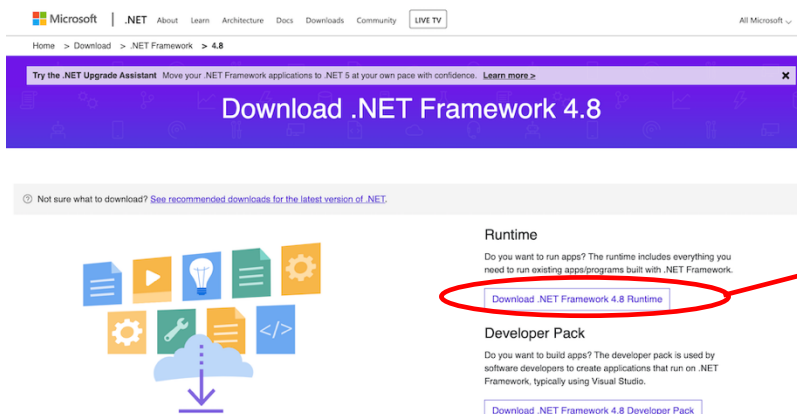 Microsoft | .NET About Learn Architecture Docs Downloads Community LIVE TV All Microsoft
Home > Download > .NET Framework > 4.8
Try the .NET Upgrade Assistant Move your .NET Framework applications to .NET 5 at your own pace with confidence. Learn more >
Download .NET Framework 4.8
Not sure what to download? See recommended downloads for the latest version of .NET.
Runtime
Do you want to run apps? The runtime includes everything you
need to run existing apps/programs built with .NET Framework.
Download .NET Framework 4.8 Runtime
Developer Pack
Do you want to build apps? The developer pack is used by
software developers to create applications that run on .NET
Framework, typically using Visual Studio.
Download .NET Framework 4.8 Developer Pack